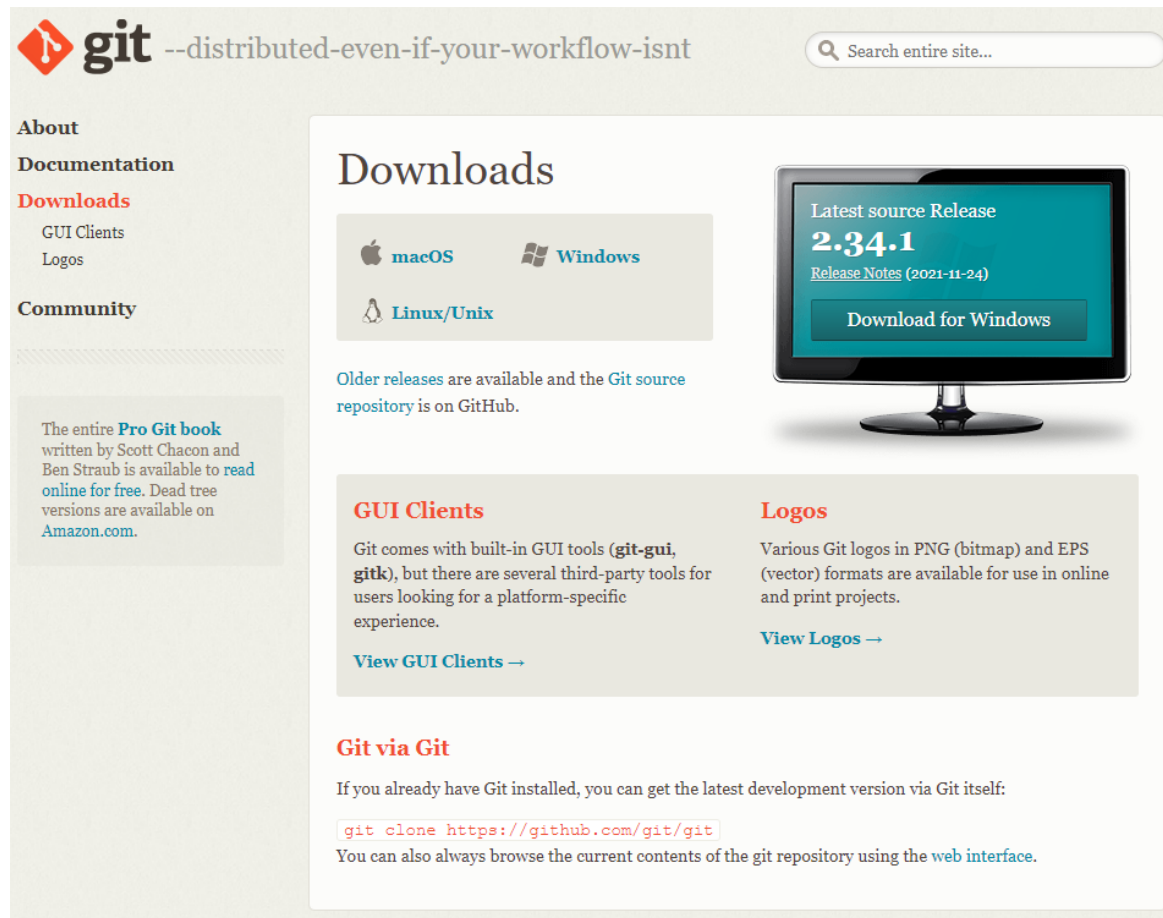 git --distributed-even-if-your-workflow-isnt
Search entire site...
About
Documentation
Downloads
GUI Clients
Logos
Community
The entire Pro Git book
written by Scott Chacon and
Ben Straub is available to read
online for free. Dead tree
versions are available on
Amazon.com.
Downloads
macOS
Windows
Linux/Unix
Older releases are available and the Git source
repository is on GitHub.
Latest source Release
2.34.1
Release Notes (2021-11-24)
Download for Windows
GUI Clients
Git comes with built-in GUI tools (git-gui,
gitk), but there are several third-party tools for
users looking for a platform-specific
experience.
View GUI Clients →
Logos
Various Git logos in PNG (bitmap) and EPS
(vector) formats are available for use in online
and print projects.
View Logos →
Git via Git
If you already have Git installed, you can get the latest development version via Git itself:
git clone https://github.com/git/git
You can also always browse the current contents of the git repository using the web interface.